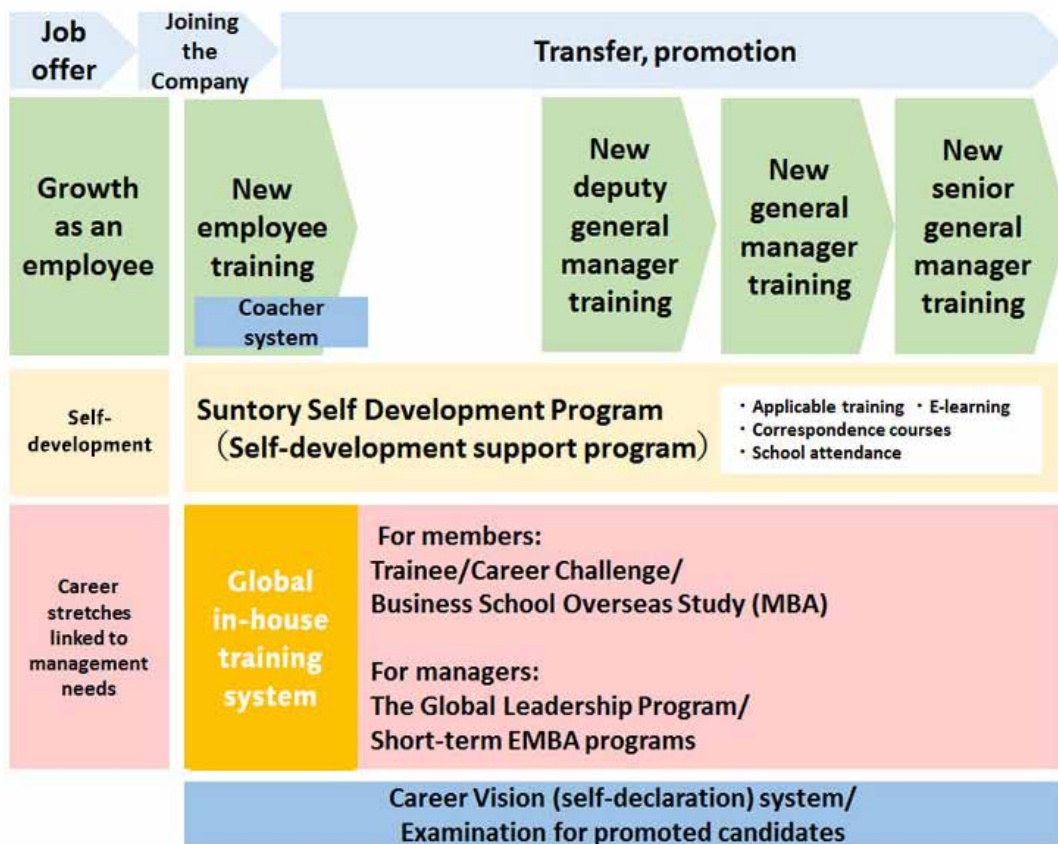 Job
offer
Joining
the
Company
Transfer, promotion
Growth
as an
employee
New
employee
training
Coacher
system
New
deputy
general
manager
training
New
general
manager
training
New
senior
general
manager
training
Self-
development
Suntory Self Development Program
（Self-development support program）
・Applicable training ・E-learning
・Correspondence courses
・School attendance
Career
stretches
linked to
management
needs
Global
in-house
training
system
For members:
Trainee/Career Challenge/
Business School Overseas Study (MBA)
For managers:
The Global Leadership Program/
Short-term EMBA programs
Career Vision (self-declaration) system/
Examination for promoted candidates